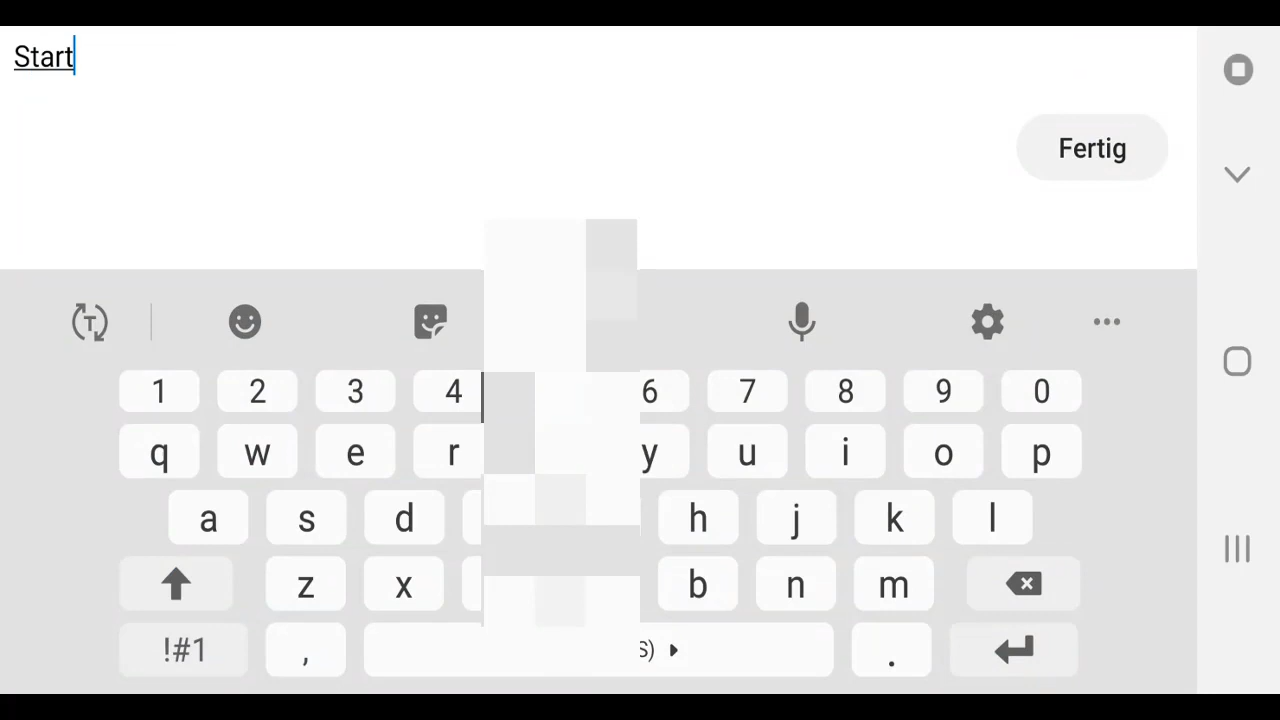 Start
Fertig
1 2 3 4 6 7 8 9 0
q w e r y u i o p
a s d h j k l
z x b n m
!#1 , S) .